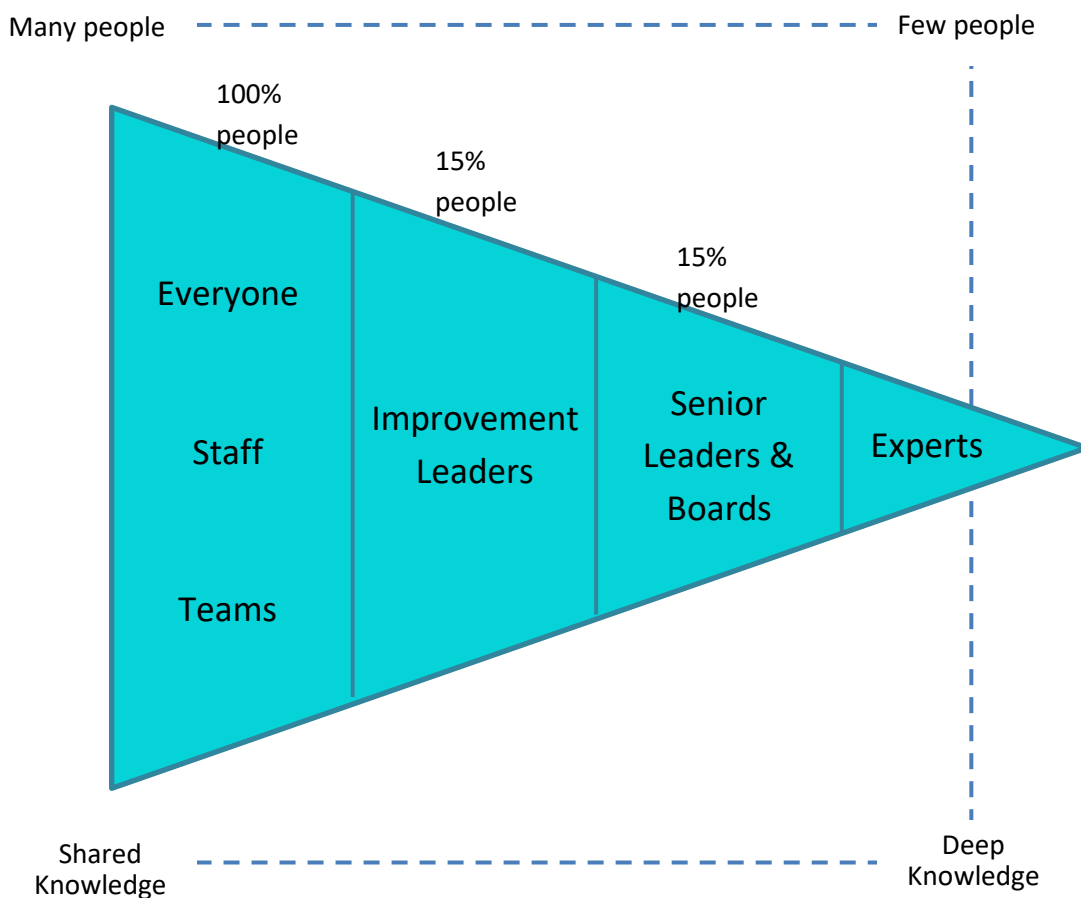 Many people
Few people
100%
people
15%
people
15%
people
Everyone
Staff
Teams
Improvement
Leaders
Senior
Leaders &
Boards
Experts
Shared
Knowledge
Deep
Knowledge